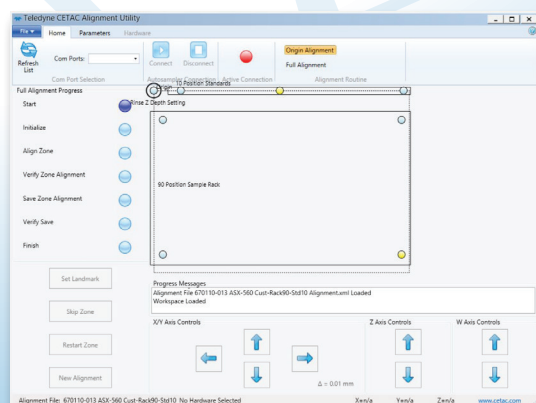 Teledyne CETAC Alignment Utility
File Home Parameters Hardware
Refresh List
Com Ports:
Com Port Selection
Connect Disconnect
Autosampler Connection
Active Connection
Origin Alignment
Full Alignment
Alignment Routine
Full Alignment Progress
Start
Initialize
Align Zone
Verify Zone Alignment
Save Zone Alignment
Verify Save
Finish
10 Position Standards
Rinse Z Depth Setting
90 Position Sample Rack
Set Landmark
Skip Zone
Restart Zone
New Alignment
Progress Messages
Alignment File 670110-013 ASX-560 Cust-Rack90-Std10 Alignment.xml Loaded
Workspace Loaded
X/Y Axis Controls
Δ = 0.01 mm
Z Axis Controls
W Axis Controls
Alignment File: 670110-013 ASX-560 Cust-Rack90-Std10 No Hardware Selected X=n/a Y=n/a Z=n/a www.cetac.com